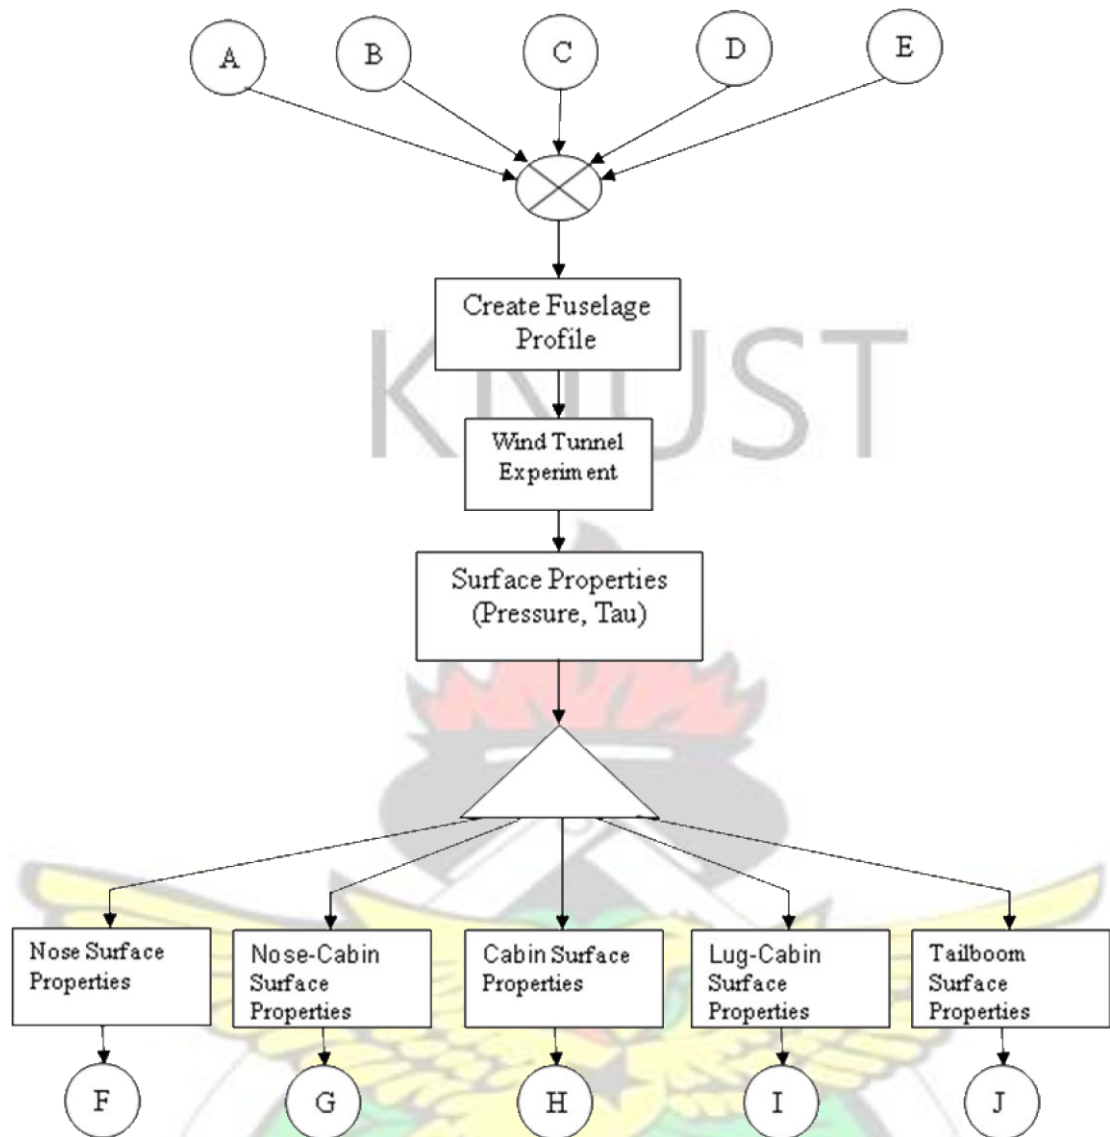 A B C D E
Create Fuselage
Profile
KNUST
Wind Tunnel
Experiment
Surface Properties
(Pressure, Tau)
Nose Surface
Properties
Nose-Cabin
Surface
Properties
Cabin Surface
Properties
Lug-Cabin
Surface
Properties
Tailboom
Surface
Properties
F G H I J